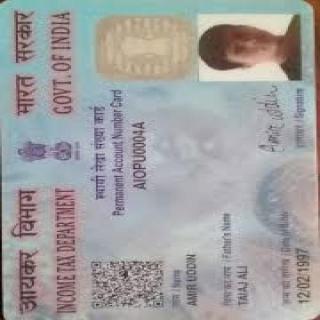 आयकर विभाग
INCOME TAX DEPARTMENT
भारत सरकार
GOVT. OF INDIA
स्थायी लेखा संख्या कार्ड
Permanent Account Number Card
AIOPU0004A
नाम / Name
AMIR UDDIN
पिता का नाम / Father's Name
TAIAJ ALI
जन्म की तारीख / Date of Birth
12/02/1997
हस्ताक्षर / Signature